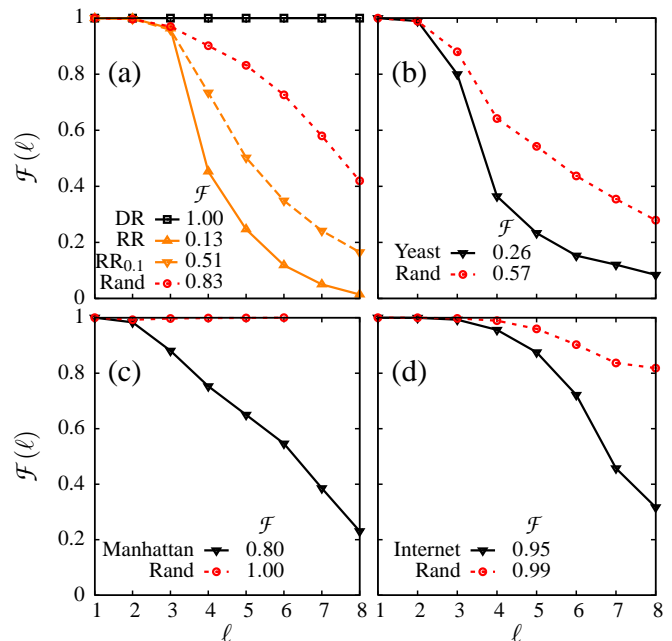 1
0.8
0.6
0.4
0.2
0
ℱ(ℓ)
(a)
ℱ
DR 1.00
RR 0.13
RR0.1 0.51
Rand 0.83
(b)
ℱ
Yeast 0.26
Rand 0.57
1
0.8
0.6
0.4
0.2
0
ℱ(ℓ)
(c)
ℱ
Manhattan 0.80
Rand 1.00
1 2 3 4 5 6 7 8
ℓ
(d)
ℱ
Internet 0.95
Rand 0.99
1 2 3 4 5 6 7 8
ℓ